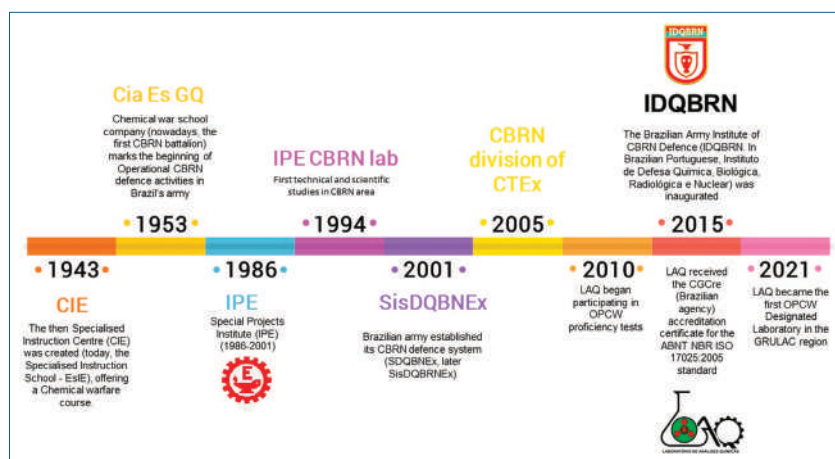 IDQBRN
IDQBRN
Cia Es GQ
Chemical war school
company (nowadays, the
first CBRN battalion)
marks the beginning of
Operational CBRN
defence activities in
Brazil's army
IPE CBRN lab
First technical and scientific
studies in CBRN area
CBRN
division of
CTEx
The Brazilian Army Institute of
CBRN Defence (IDQBRN. In
Brazilian Portuguese, Instituto
de Defesa Química, Biológica,
Radiológica e Nuclear) was
inaugurated
1953
1994
2005
2015
1943
1986
2001
2010
2021
CIE
The then Specialised
Instruction Centre (CIE)
was created (today, the
Specialised Instruction
School - EsIE), offering
a Chemical warfare
course.
IPE
Special Projects
Institute (IPE)
(1986-2001)
E
SisDQBNEx
Brazilian army established
its CBRN defence system
(SDQBNEx, later
SisDQBRNEx)
LAQ began
participating in
OPCW
proficiency tests
LAQ received
the CGCre
(Brazilian
agency)
accreditation
certificate for the
ABNT NBR ISO
17025:2005
standard
LAQ became the
first OPCW
Designated
Laboratory in the
GRULAC region
LAQ
LABORATÓRIO DE ANÁLISES QUÍMICAS